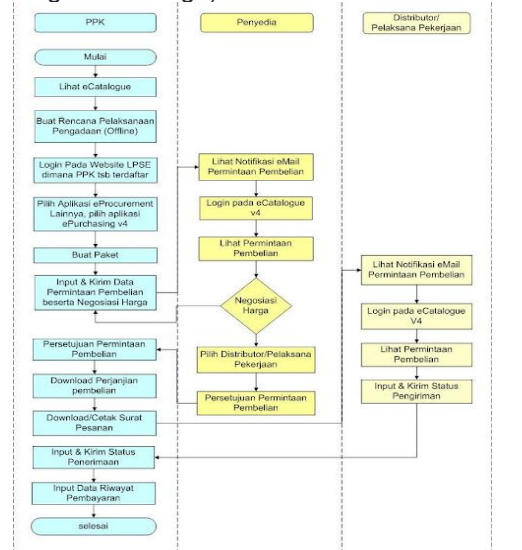 PPK
Penyedia
Distributor/
Pelaksana Pekerjaan
Mulai
Lihat eCatalogue
Buat Rencana Pelaksanaan
Pengadaan (Offline)
Login Pada Website LPSE
dimana PPK tsb terdaftar
Pilih Aplikasi eProcurement
Lainnya, pilih aplikasi
ePurchasing v4
Buat Paket
Input & Kirim Data
Permintaan Pembelian
beserta Negosiasi Harga
Lihat Notifikasi eMail
Permintaan Pembelian
Login pada eCatalogue
v4
Lihat Permintaan
Pembelian
Negosiasi
Harga
Pilih Distributor/Pelaksana
Pekerjaan
Persetujuan Permintaan
Pembelian
Persetujuan Permintaan
Pembelian
Download Perjanjian
pembelian
Download/Cetak Surat
Pesanan
Lihat Notifikasi eMail
Permintaan Pembelian
Login pada eCatalogue
V4
Lihat Permintaan
Pembelian
Input & Kirim Status
Pengiriman
Input & Kirim Status
Penerimaan
Input Data Riwayat
Pembayaran
selesai